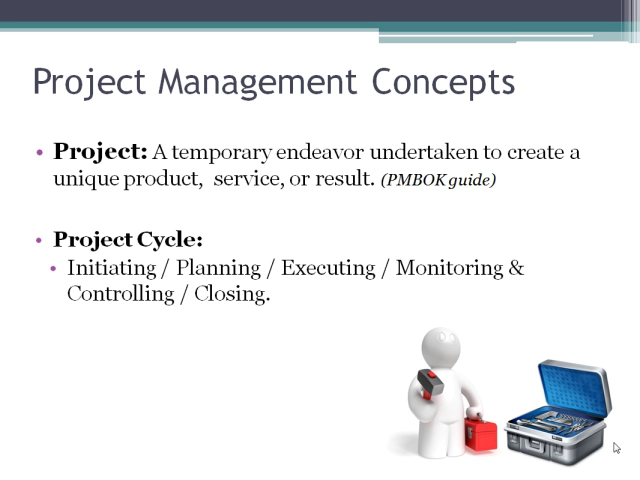 Project Management Concepts
• Project: A temporary endeavor undertaken to create a
unique product, service, or result. (PMBOK guide)
• Project Cycle:
• Initiating / Planning / Executing / Monitoring &
Controlling / Closing.